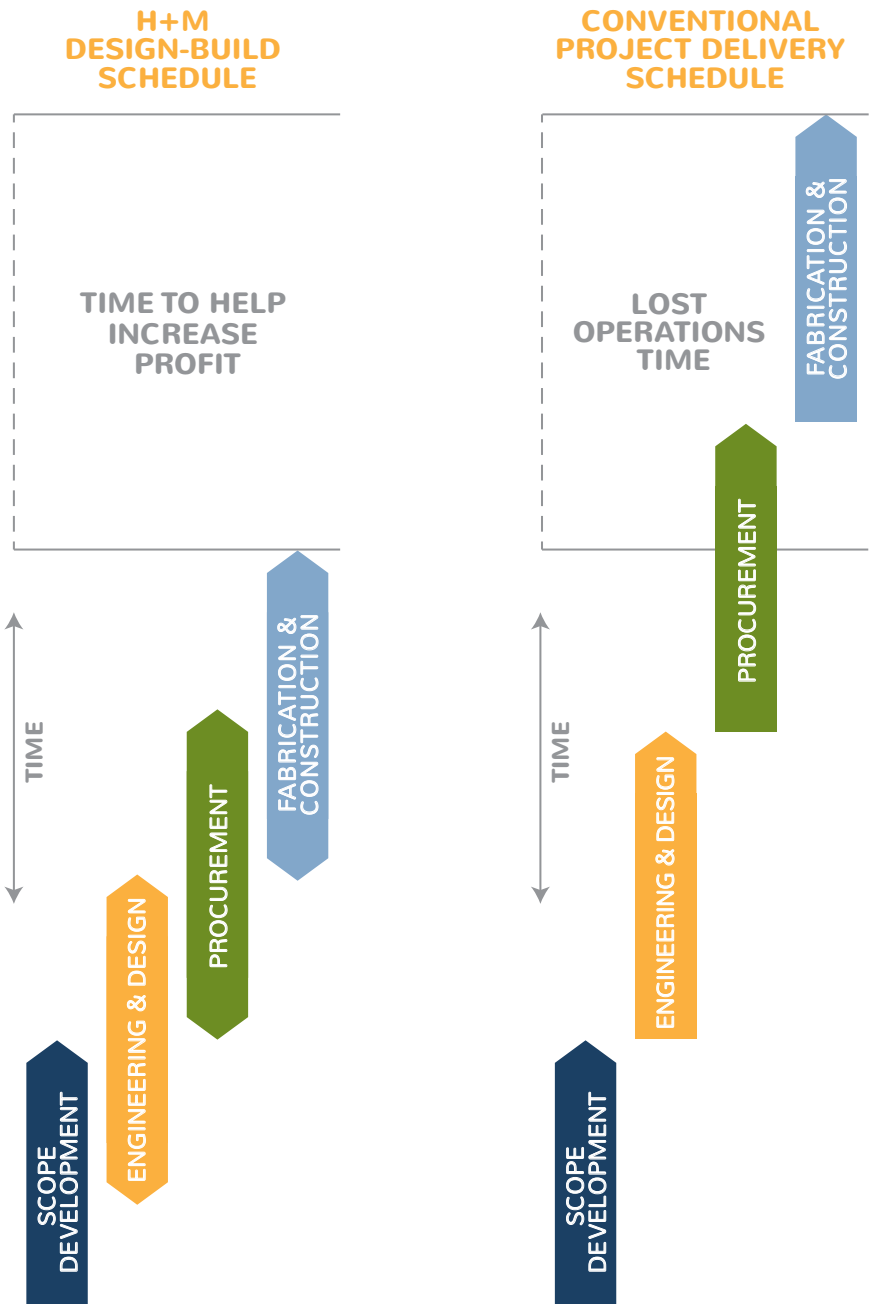 H+M
DESIGN-BUILD
SCHEDULE
TIME TO HELP
INCREASE
PROFIT
TIME
SCOPE
DEVELOPMENT
ENGINEERING & DESIGN
PROCUREMENT
FABRICATION &
CONSTRUCTION
CONVENTIONAL
PROJECT DELIVERY
SCHEDULE
LOST
OPERATIONS
TIME
TIME
SCOPE
DEVELOPMENT
ENGINEERING & DESIGN
PROCUREMENT
FABRICATION &
CONSTRUCTION